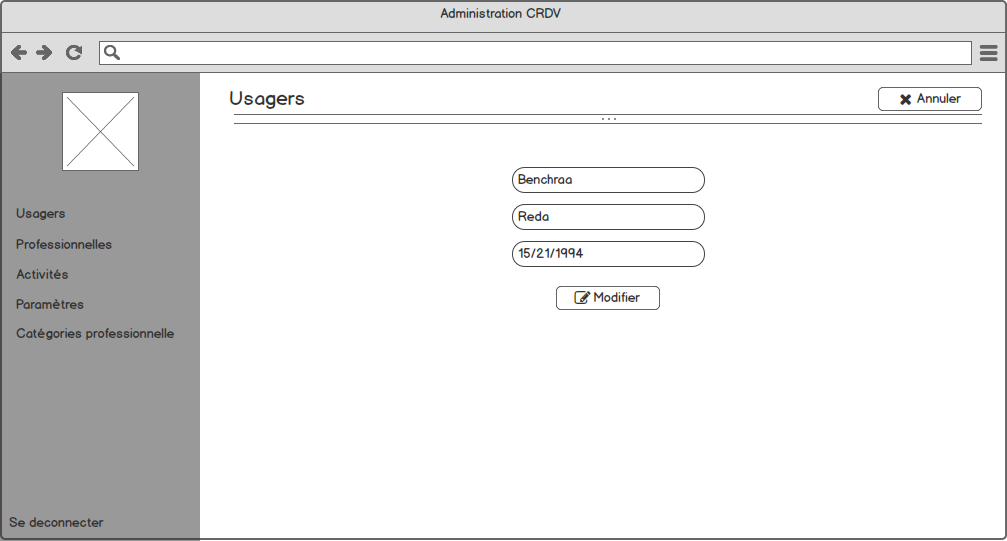 Administration CRDV
Usagers
Annuler
...
Benchraa
Reda
15/21/1994
Modifier
Usagers
Professionnelles
Activités
Paramètres
Catégories professionnelle
Se deconnecter